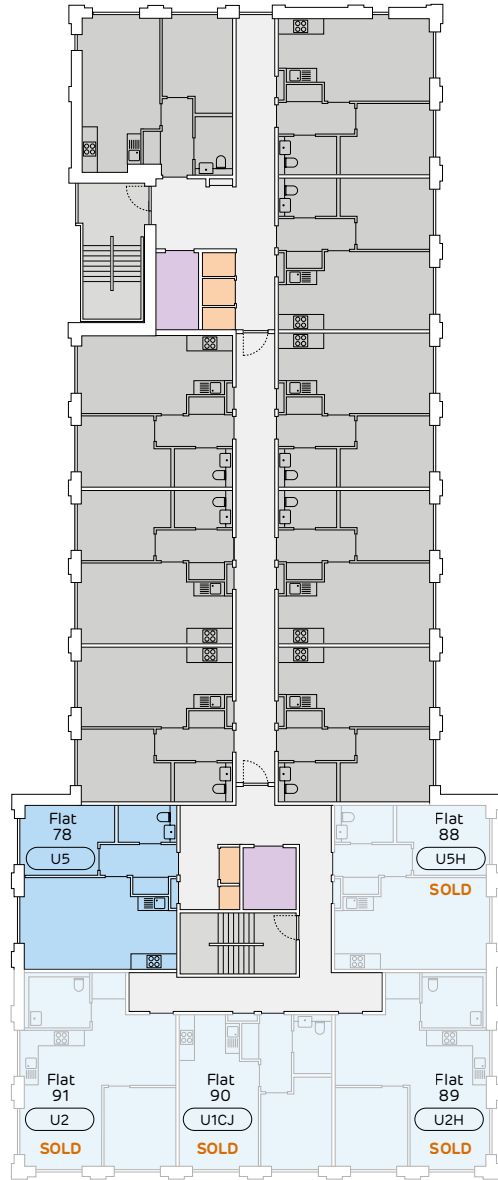 Flat
78
U5
Flat
88
U5H
SOLD
Flat
91
U2
SOLD
Flat
90
U1CJ
SOLD
Flat
89
U2H
SOLD